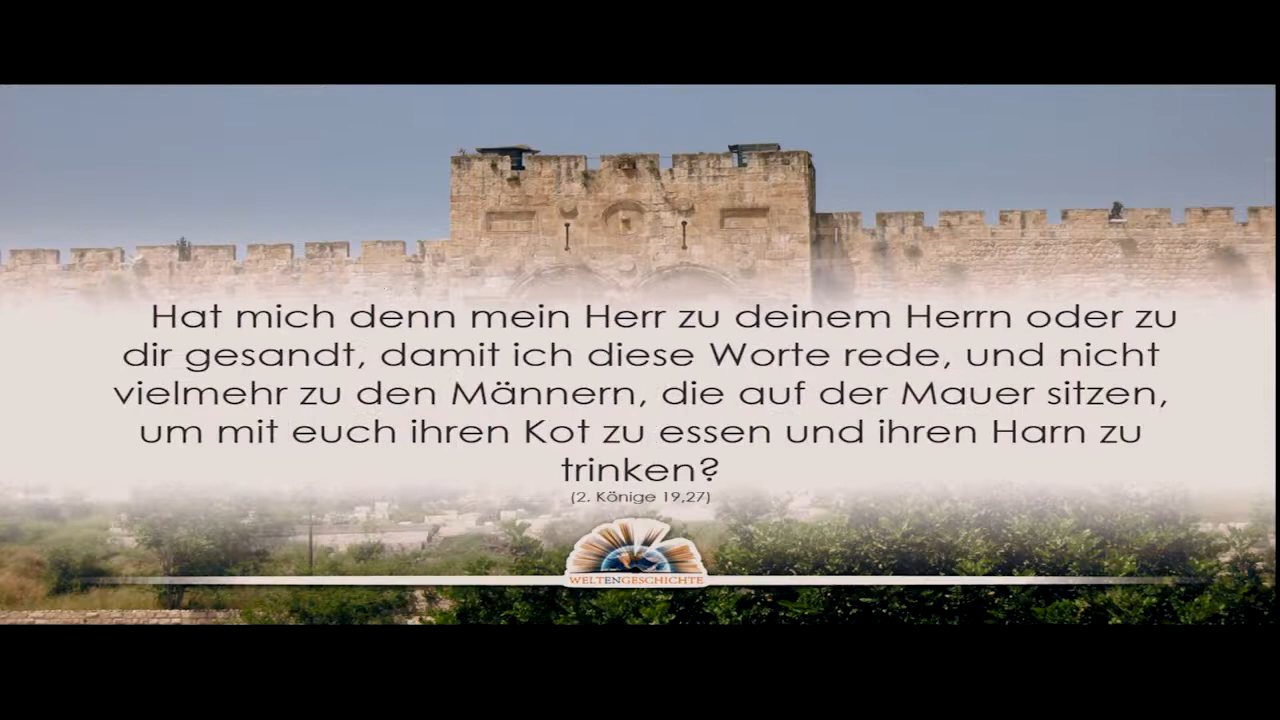 Hat mich denn mein Herr zu deinem Herrn oder zu
dir gesandt, damit ich diese Worte rede, und nicht
vielmehr zu den Männern, die auf der Mauer sitzen,
um mit euch ihren Kot zu essen und ihren Harn zu
trinken?
(2. Könige 19,27)
WELTENGESCHICHTE